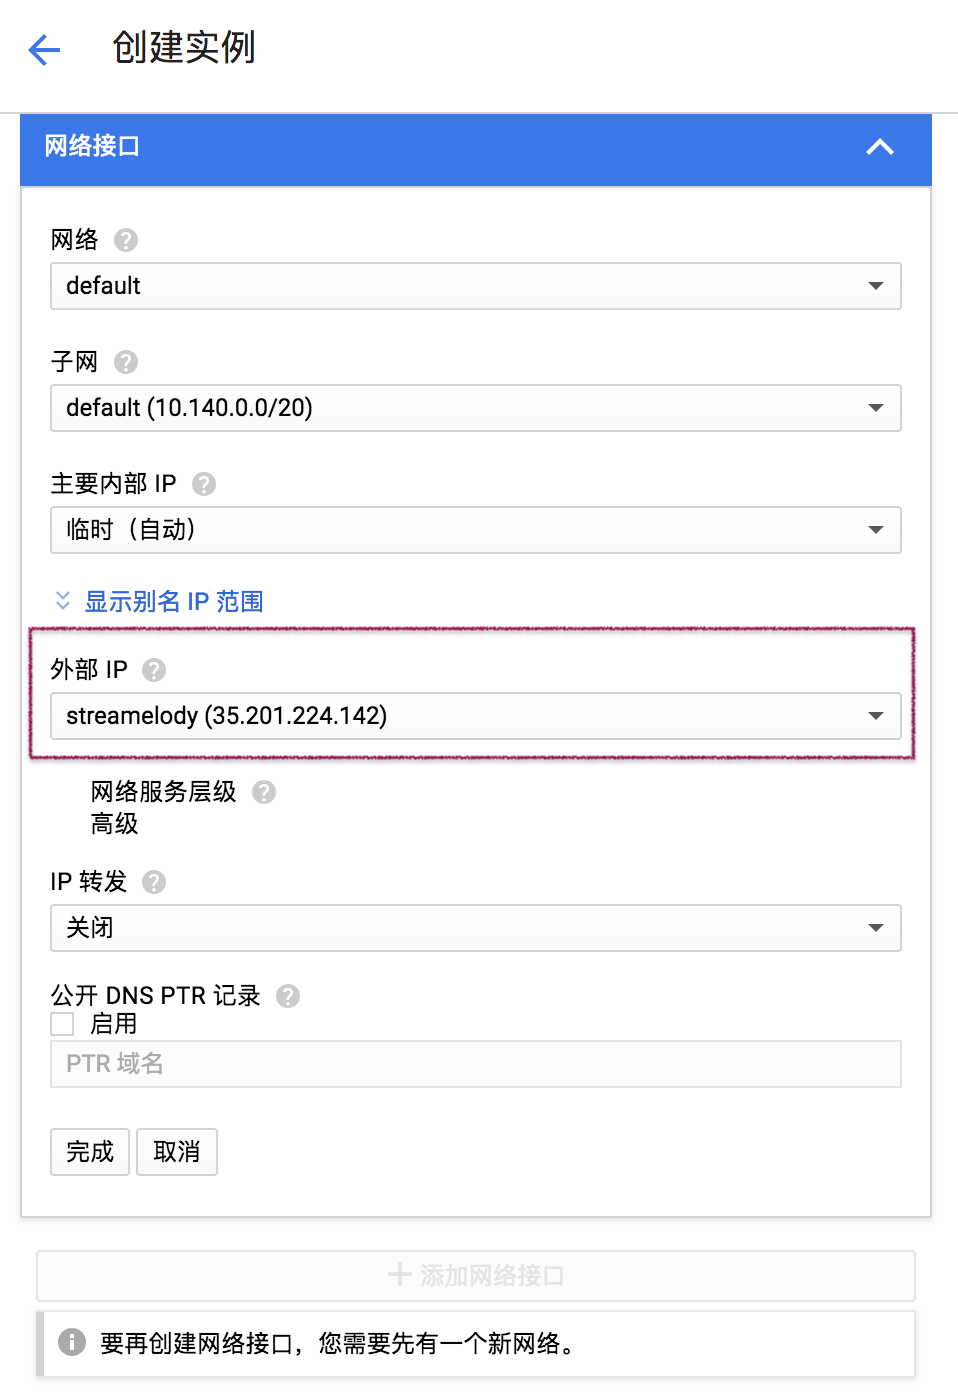 创建实例
网络接口
网络
default
子网
default (10.140.0.0/20)
主要内部 IP
临时（自动）
显示别名 IP 范围
外部 IP
streamelody (35.201.224.142)
网络服务层级
高级
IP 转发
关闭
公开 DNS PTR 记录
启用
PTR 域名
完成 取消
添加网络接口
要再创建网络接口，您需要先有一个新网络。